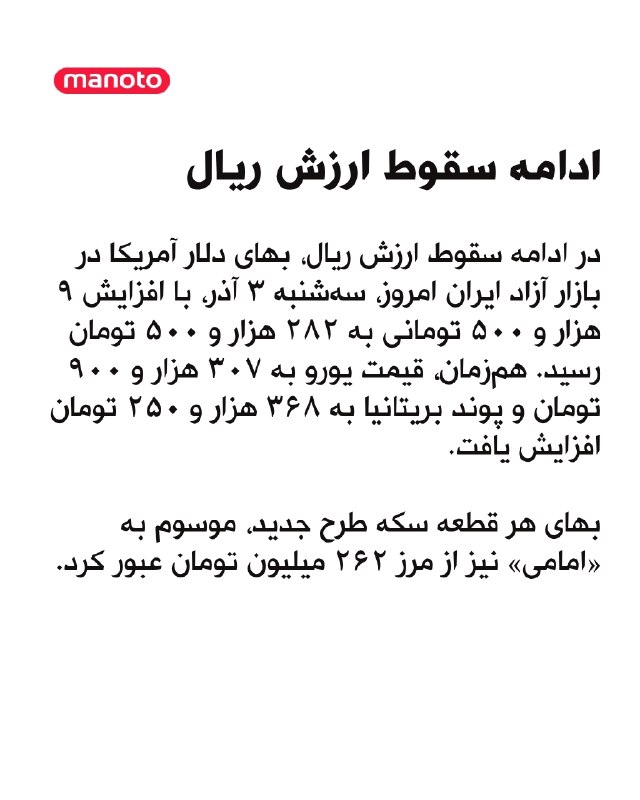 manoto
ادامه سقوط ارزش ریال
در ادامه سقوط ارزش ریال، بهای دلار آمریکا در
بازار آزاد ایران امروز، سه‌شنبه ۳ آذر، با افزایش ۹
هزار و ۵۰۰ تومانی به ۲۸۲ هزار و ۵۰۰ تومان
رسید. هم‌زمان، قیمت یورو به ۳۰۷ هزار و ۹۰۰
تومان و پوند بریتانیا به ۳۶۸ هزار و ۲۵۰ تومان
افزایش یافت.
بهای هر قطعه سکه طرح جدید، موسوم به
«امامی» نیز از مرز ۲۶۲ میلیون تومان عبور کرد.